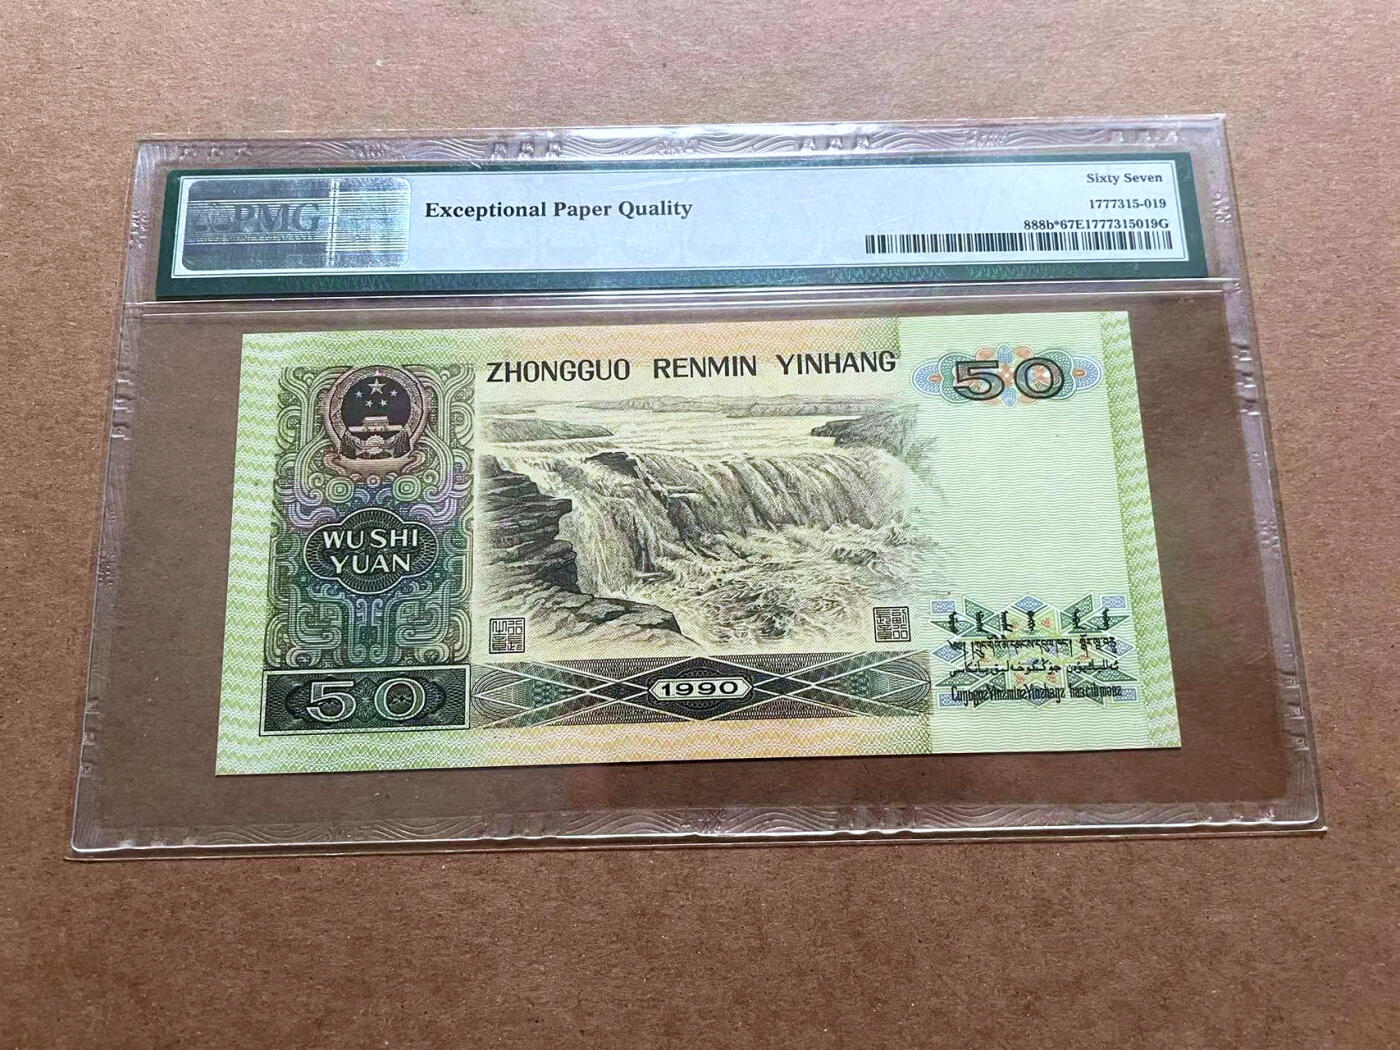 PMG
Exceptional Paper Quality
Sixty Seven
1777315-019
888b*67E1777315019G
ZHONGGUO RENMIN YINHANG
50
WU SHI
YUAN
50
1990